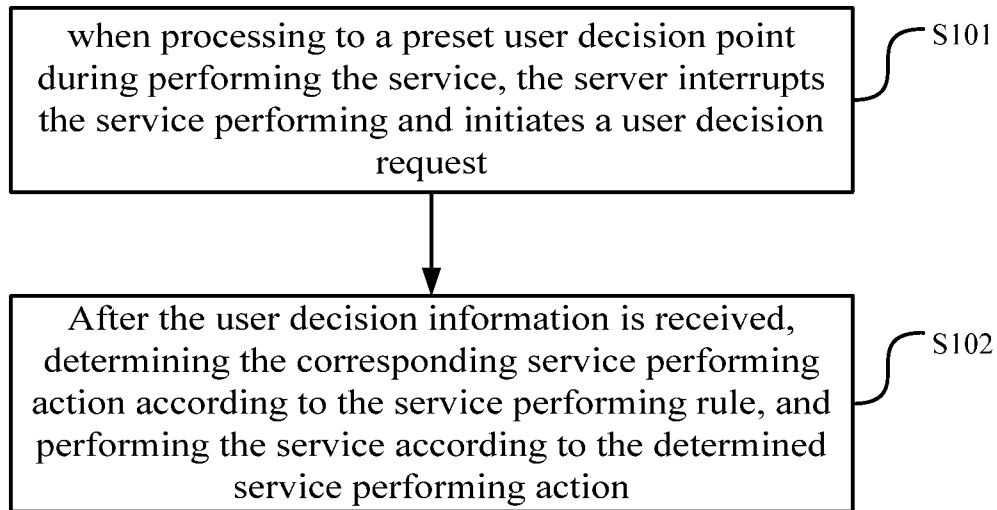 when processing to a preset user decision point
during performing the service, the server interrupts
the service performing and initiates a user decision
request
S101
After the user decision information is received,
determining the corresponding service performing
action according to the service performing rule, and
performing the service according to the determined
service performing action
S102